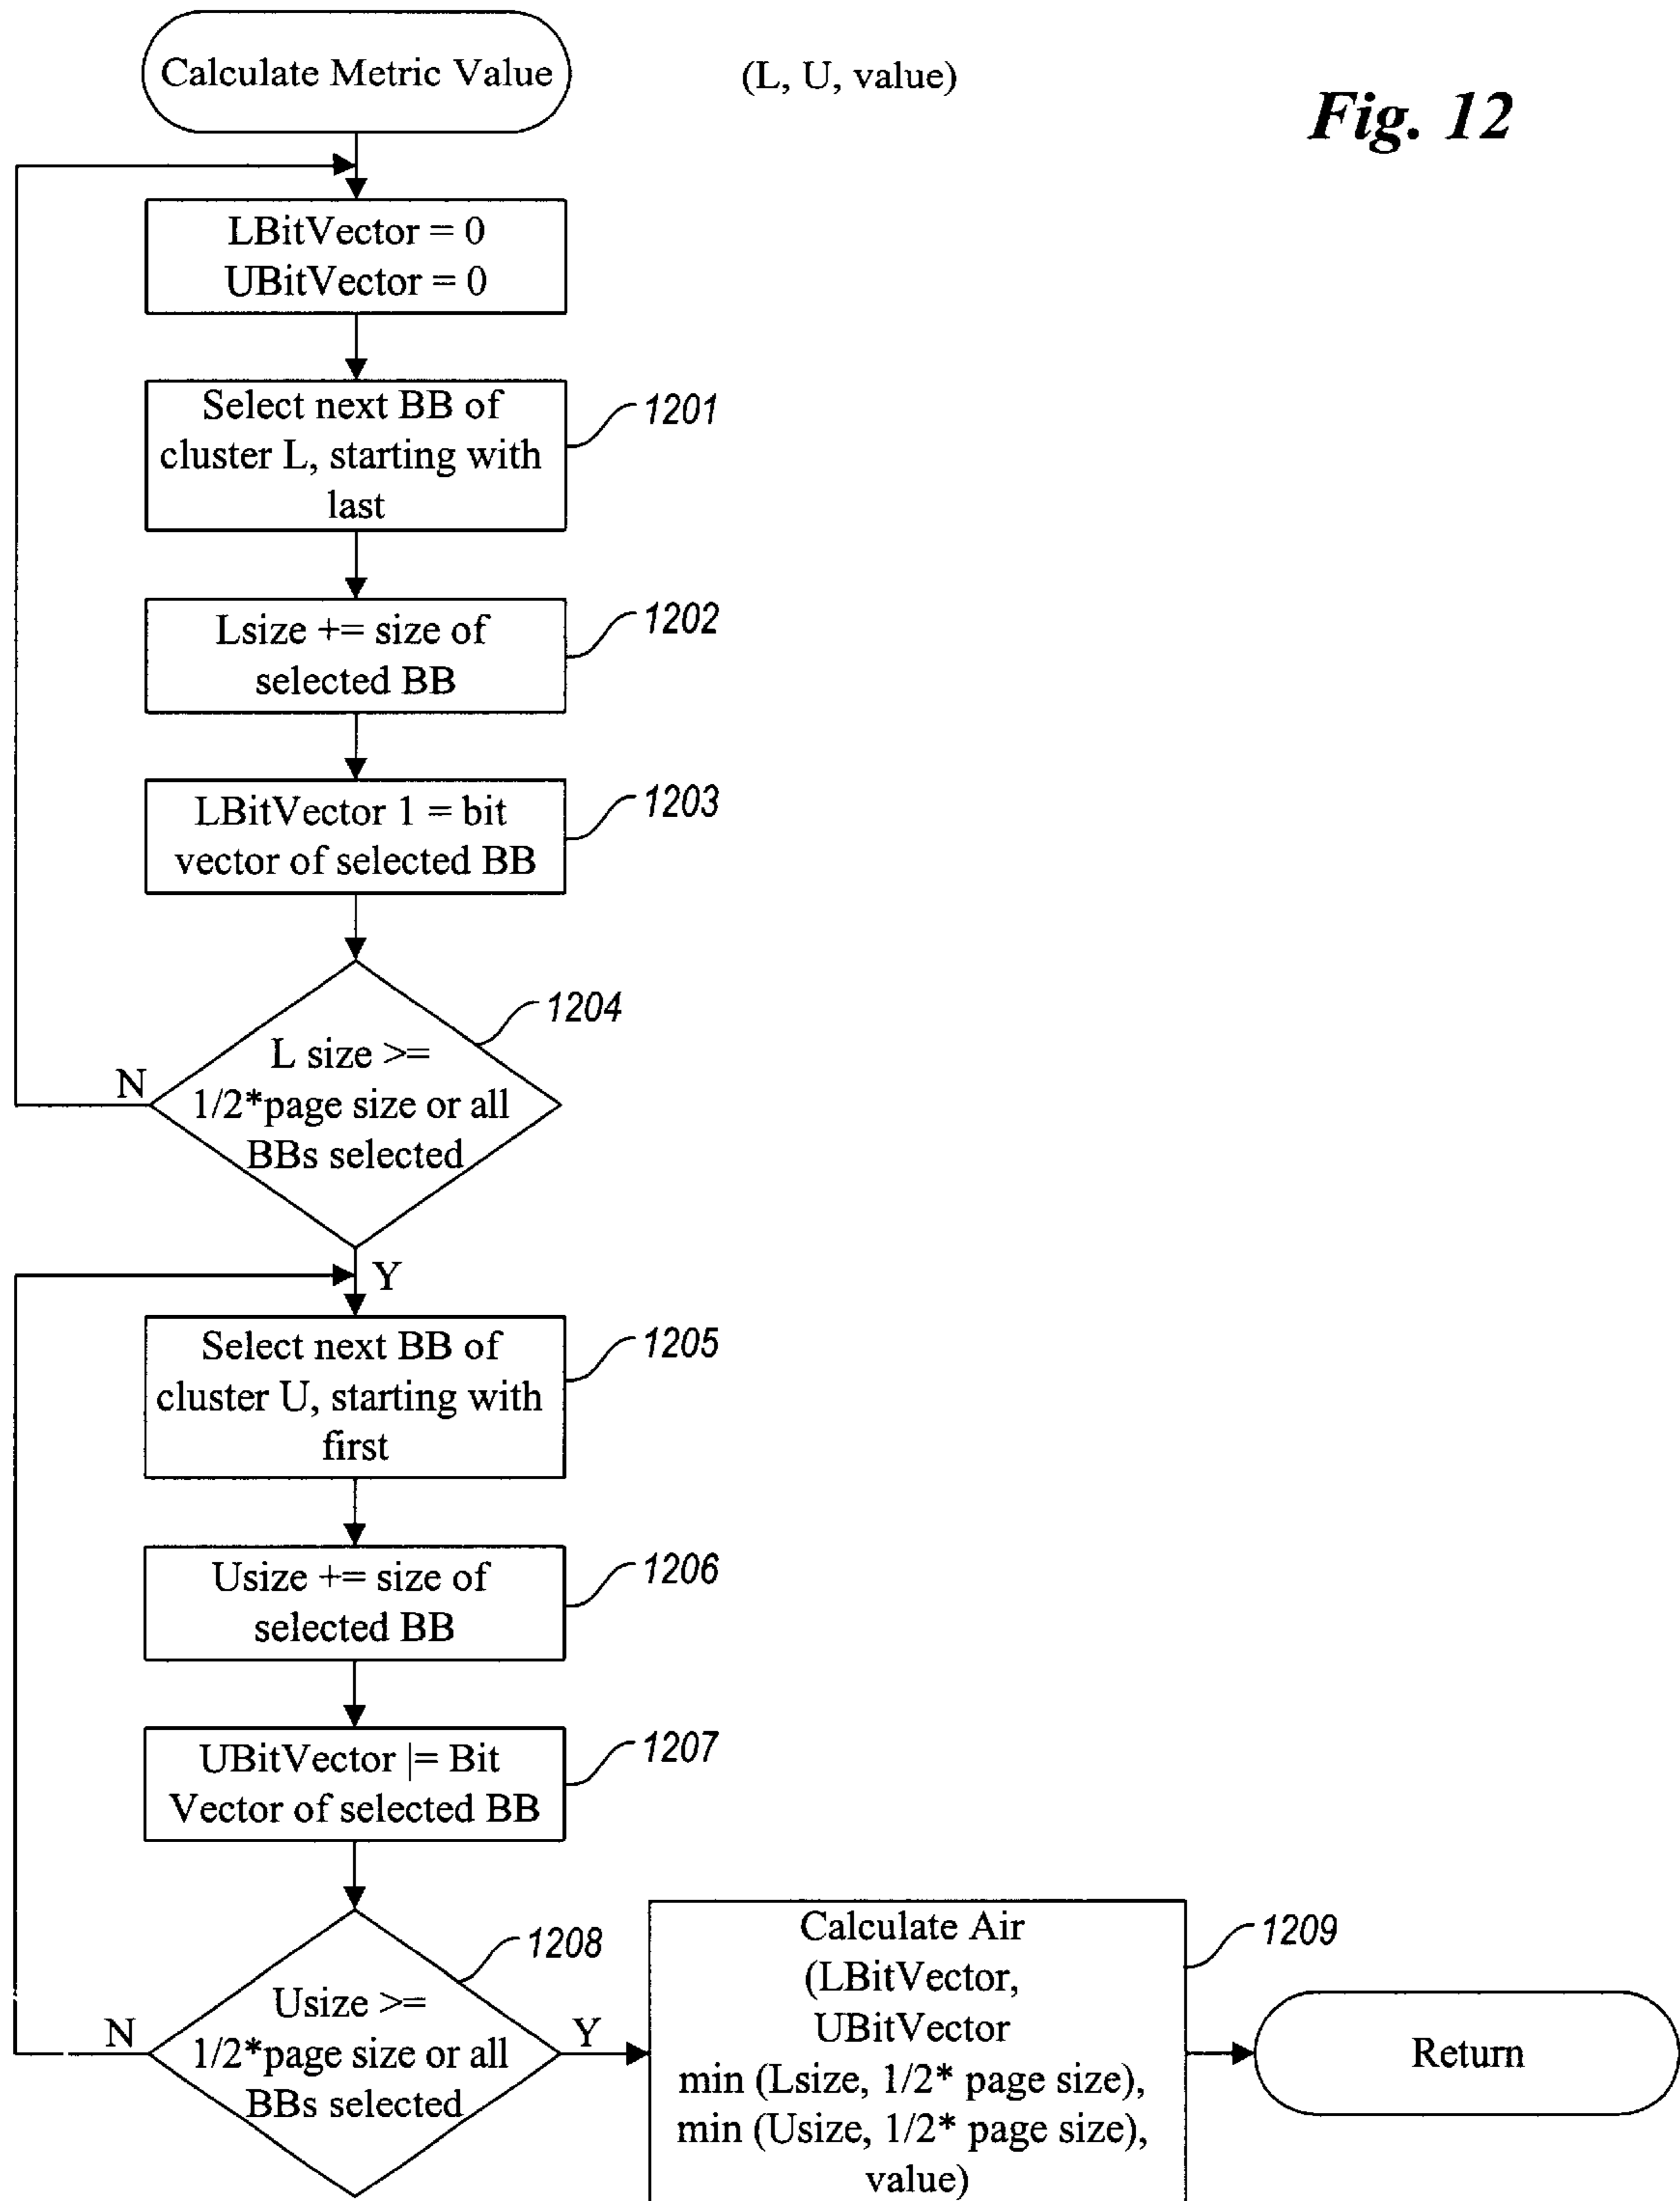 Calculate Metric Value
(L, U, value)
Fig. 12
LBitVector = 0
UBitVector = 0
Select next BB of
cluster L, starting with
last
1201
Lsize += size of
selected BB
1202
LBitVector 1 = bit
vector of selected BB
1203
L size >=
1/2*page size or all
BBs selected
1204
N
Y
Select next BB of
cluster U, starting with
first
1205
Usize += size of
selected BB
1206
UBitVector |= Bit
Vector of selected BB
1207
Usize >=
1/2*page size or all
BBs selected
1208
N
Y
Calculate Air
(LBitVector,
UBitVector
min (Lsize, 1/2* page size),
min (Usize, 1/2* page size),
value)
1209
Return